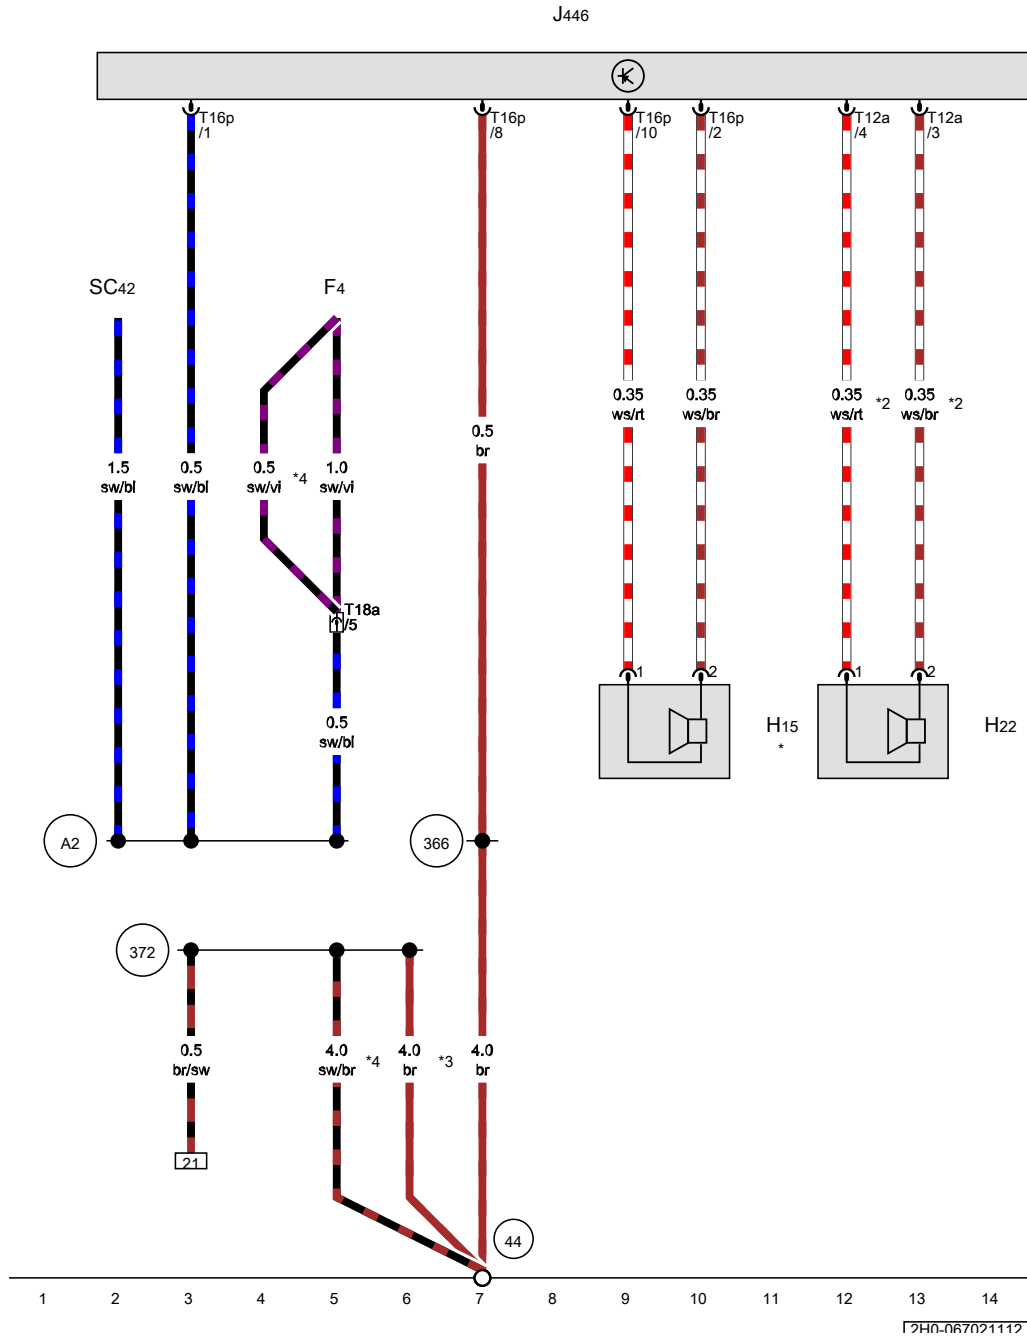 J446
T16p
/1
T16p
/8
T16p
/10
T16p
/2
T12a
/4
T12a
/3
SC42
F4
0.35
ws/rt
0.35
ws/br
0.35
ws/rt
*2
0.35
ws/br
*2
0.5
br
1.5
sw/bl
0.5
sw/bl
0.5
sw/vi
*4
1.0
sw/vi
T18a
/5
1
2
1
2
0.5
sw/bl
H15
*
H22
A2
366
372
0.5
br/sw
4.0
sw/br
*4
4.0
br
*3
4.0
br
21
44
1 2 3 4 5 6 7 8 9 10 11 12 13 14
2H0-067021112